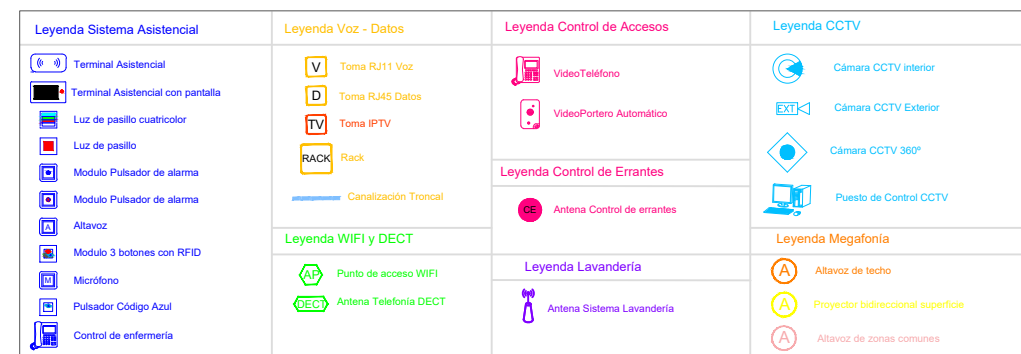 Leyenda Sistema Asistencial
Terminal Asistencial
Terminal Asistencial con pantalla
Luz de pasillo cuatricolor
Luz de pasillo
Modulo Pulsador de alarma
Modulo Pulsador de alarma
A
Altavoz
Modulo 3 botones con RFID
M
Micrófono
Pulsador Código Azul
Control de enfermería
Leyenda Voz - Datos
V
Toma RJ11 Voz
D
Toma RJ45 Datos
TV
Toma IPTV
RACK
Rack
Canalización Troncal
Leyenda WIFI y DECT
AP
Punto de acceso WIFI
DECT
Antena Telefonía DECT
Leyenda Control de Accesos
VideoTeléfono
VideoPortero Automático
Leyenda Control de Errantes
CE
Antena Control de errantes
Leyenda Lavandería
Antena Sistema Lavandería
Leyenda CCTV
Cámara CCTV interior
EXT
Cámara CCTV Exterior
Cámara CCTV 360º
Puesto de Control CCTV
Leyenda Megafonía
A
Altavoz de techo
A
Proyector bidireccional superficie
A
Altavoz de zonas comunes